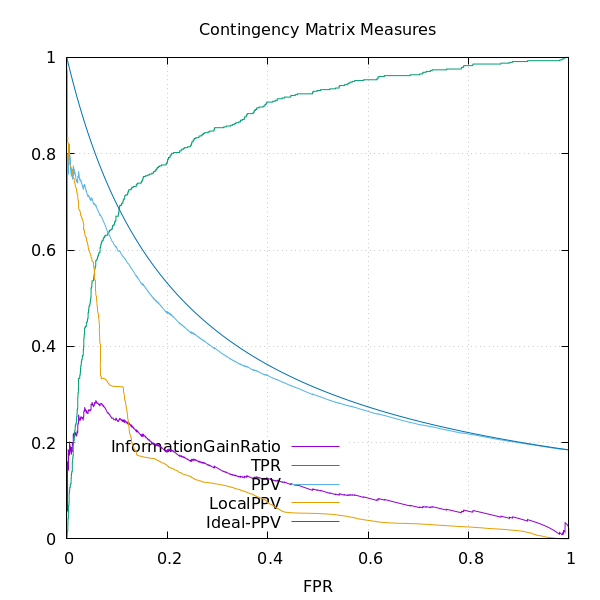 Contingency Matrix Measures
1
0.8
0.6
0.4
0.2
0
InformationGainRatio
TPR
PPV
LocalPPV
Ideal-PPV
0 0.2 0.4 0.6 0.8 1
FPR